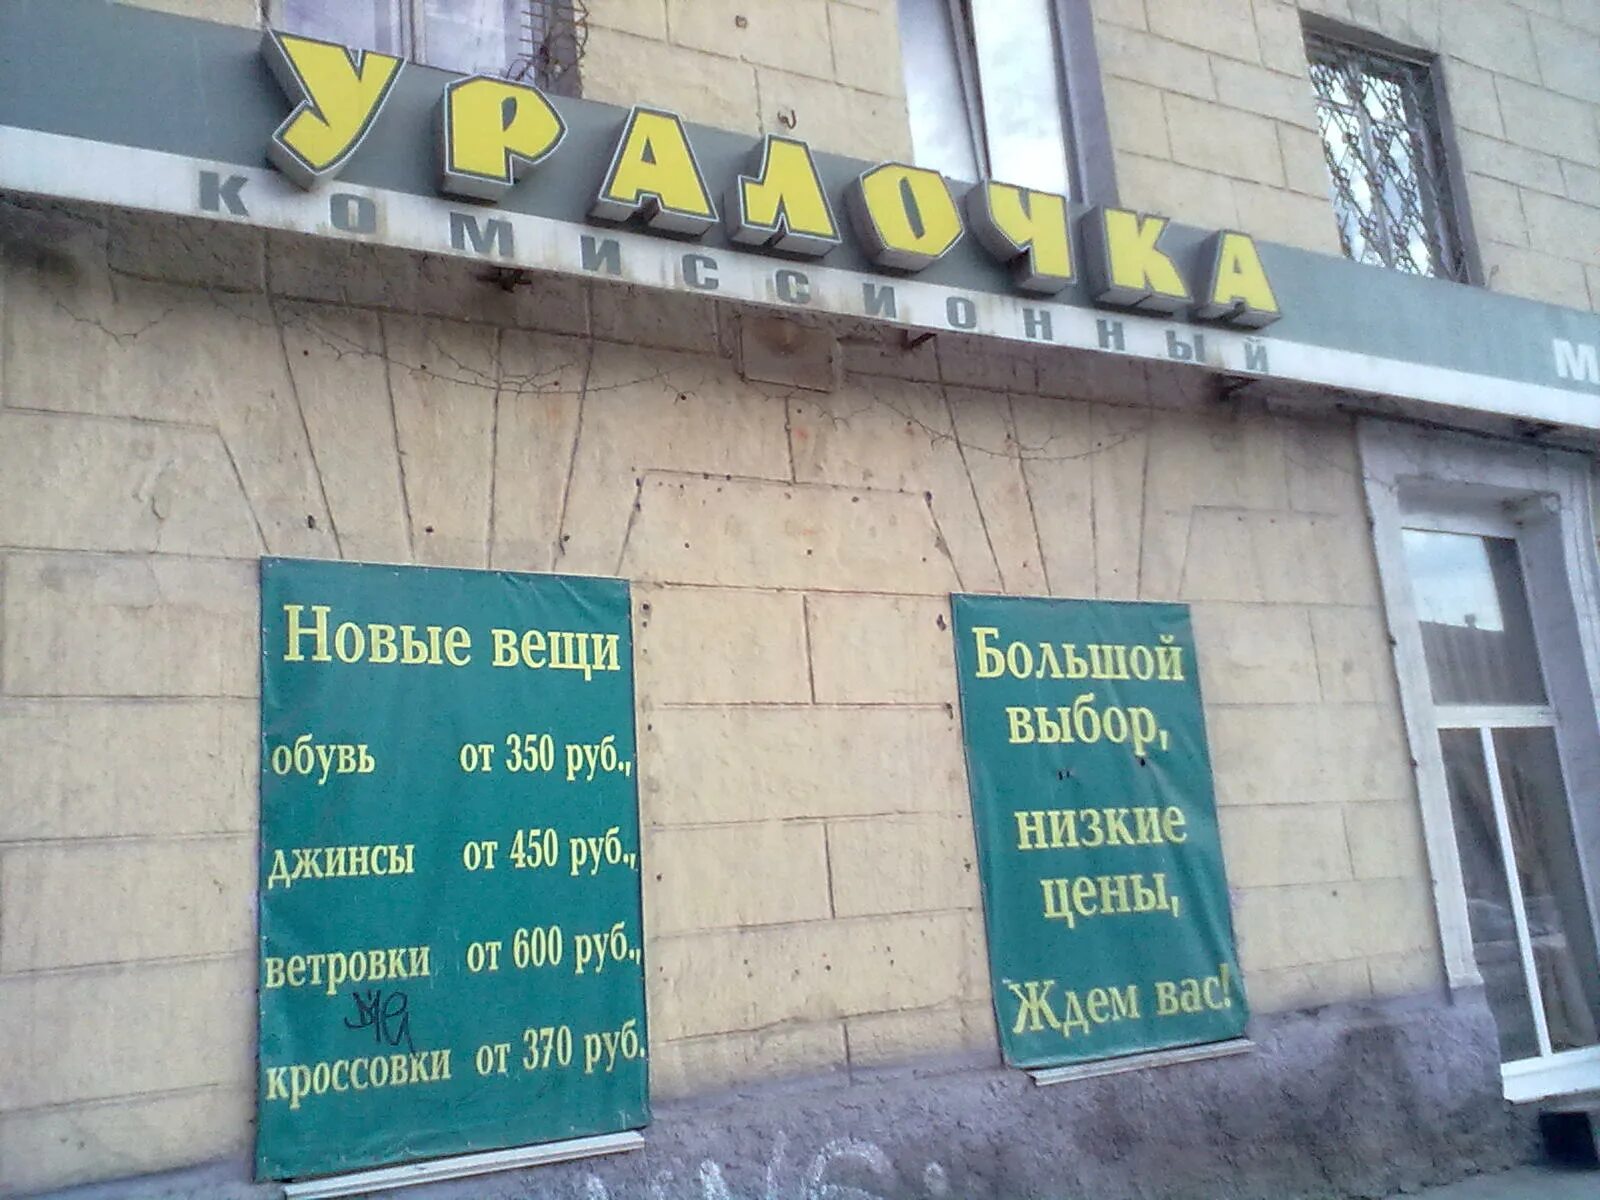 УРАЛОЧКА
КОМИССИОННЫЙ М
Новые вещи
обувь от 350 руб.,
джинсы от 450 руб.,
ветровки от 600 руб.,
кроссовки от 370 руб.
Большой
выбор,
низкие
цены,
Ждем вас!